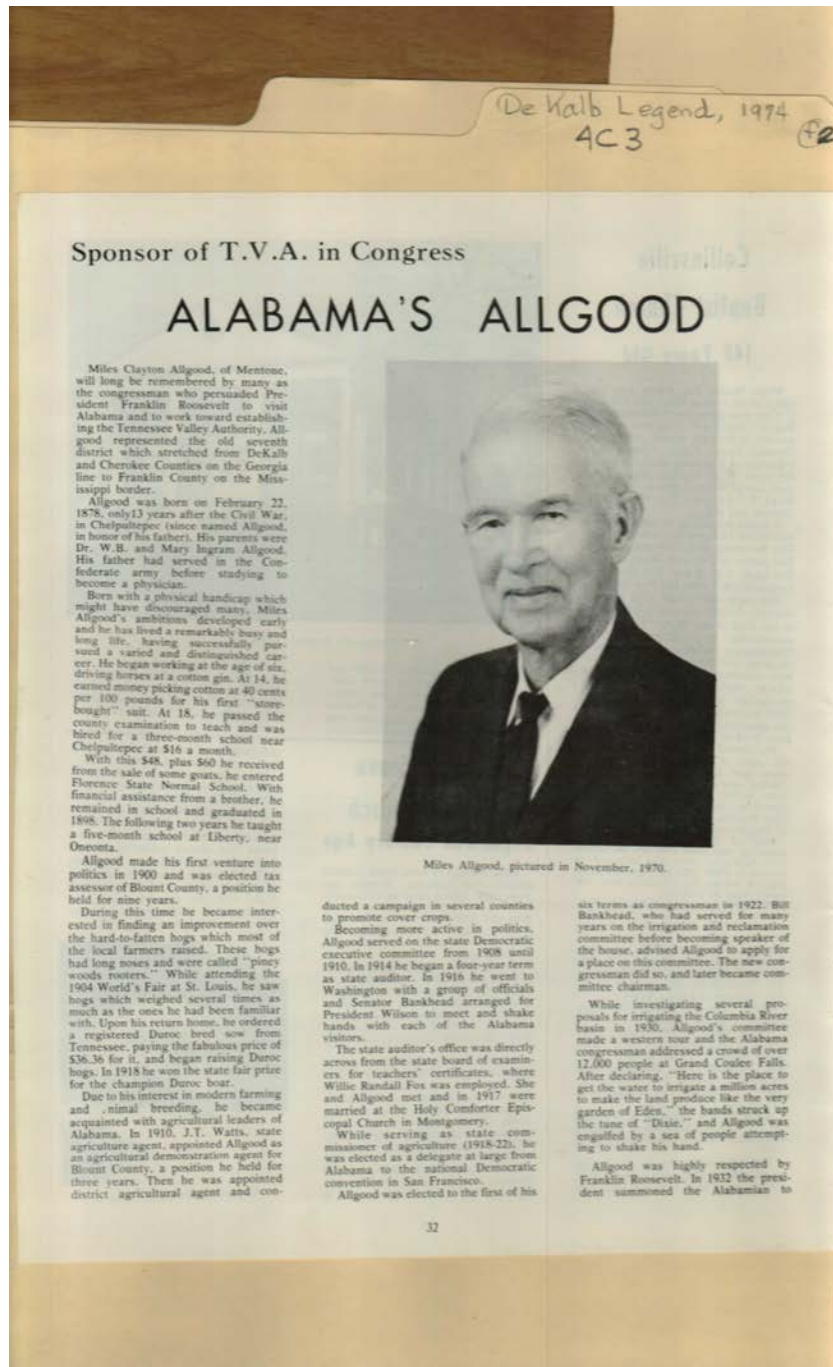 De Kalb Legend, 1974
4C3
f2
Sponsor of T.V.A. in Congress
ALABAMA'S ALLGOOD
Miles Clayton Allgood, of Mentone,
will long be remembered by many as
the congressman who persuaded Pre-
sident Franklin Roosevelt to visit
Alabama and to work toward establish-
ing the Tennessee Valley Authority. All-
good represented the old seventh
district which stretched from DeKalb
and Cherokee Counties on the Georgia
line to Franklin County on the Miss-
issippi border.
Allgood was born on February 22,
1878, only13 years after the Civil War,
in Chelpultepec (since named Allgood,
in honor of his father). His parents were
Dr. W.B. and Mary Ingram Allgood.
His father had served in the Con-
federate army before studying to
become a physician.
Born with a physical handicap which
might have discouraged many, Miles
Allgood's ambitions developed early
and he has lived a remarkably busy and
long life, having successfully pur-
sued a varied and distinguished car-
eer. He began working at the age of six,
driving horses at a cotton gin. At 14, he
earned money picking cotton at 40 cents
per 100 pounds for his first "store-
bought" suit. At 18, he passed the
county examination to teach and was
hired for a three-month school near
Chelpultepec at $16 a month.
With this $48, plus $60 he received
from the sale of some goats, he entered
Florence State Normal School. With
financial assistance from a brother, he
remained in school and graduated in
1898. The following two years he taught
a five-month school at Liberty, near
Oneonta.
Allgood made his first venture into
politics in 1900 and was elected tax
assessor of Blount County, a position he
held for nine years.
During this time he became inter-
ested in finding an improvement over
the hard-to-fatten hogs which most of
the local farmers raised. These hogs
had long noses and were called "piney
woods rooters." While attending the
1904 World's Fair at St. Louis, he saw
hogs which weighed several times as
much as the ones he had been familiar
with. Upon his return home, he ordered
a registered Duroc bred sow from
Tennessee, paying the fabulous price of
$36.36 for it, and began raising Duroc
hogs. In 1918 he won the state fair prize
for the champion Duroc boar.
Due to his interest in modern farming
and .nimal breeding, he became
acquainted with agricultural leaders of
Alabama. In 1910, J.T. Watts, state
agriculture agent, appointed Allgood as
an agricultural demonstration agent for
Blount County, a position he held for
three years. Then he was appointed
district agricultural agent and con-
Miles Allgood, pictured in November, 1970.
ducted a campaign in several counties
to promote cover crops.
Becoming more active in politics,
Allgood served on the state Democratic
executive committee from 1908 until
1910. In 1914 he began a four-year term
as state auditor. In 1916 he went to
Washington with a group of officials
and Senator Bankhead arranged for
President Wilson to meet and shake
hands with each of the Alabama
visitors.
The state auditor's office was directly
across from the state board of examin-
ers for teachers' certificates, where
Willie Randall Fox was employed. She
and Allgood met and in 1917 were
married at the Holy Comforter Epis-
copal Church in Montgomery.
While serving as state com-
missioner of agriculture (1918-22), he
was elected as a delegate at large from
Alabama to the national Democratic
convention in San Francisco.
Allgood was elected to the first of his
six terms as congressman in 1922. Bill
Bankhead, who had served for many
years on the irrigation and reclamation
committee before becoming speaker of
the house, advised Allgood to apply for
a place on this committee. The new con-
gressman did so, and later became com-
mittee chairman.
While investigating several pro-
posals for irrigating the Columbia River
basin in 1930, Allgood's committee
made a western tour and the Alabama
congressman addressed a crowd of over
12,000 people at Grand Coulee Falls.
After declaring, "Here is the place to
get the water to irrigate a million acres
to make the land produce like the very
garden of Eden," the bands struck up
the tune of "Dixie," and Allgood was
engulfed by a sea of people attempt-
ing to shake his hand.
Allgood was highly respected by
Franklin Roosevelt. In 1932 the presi-
dent summoned the Alabamian to
32